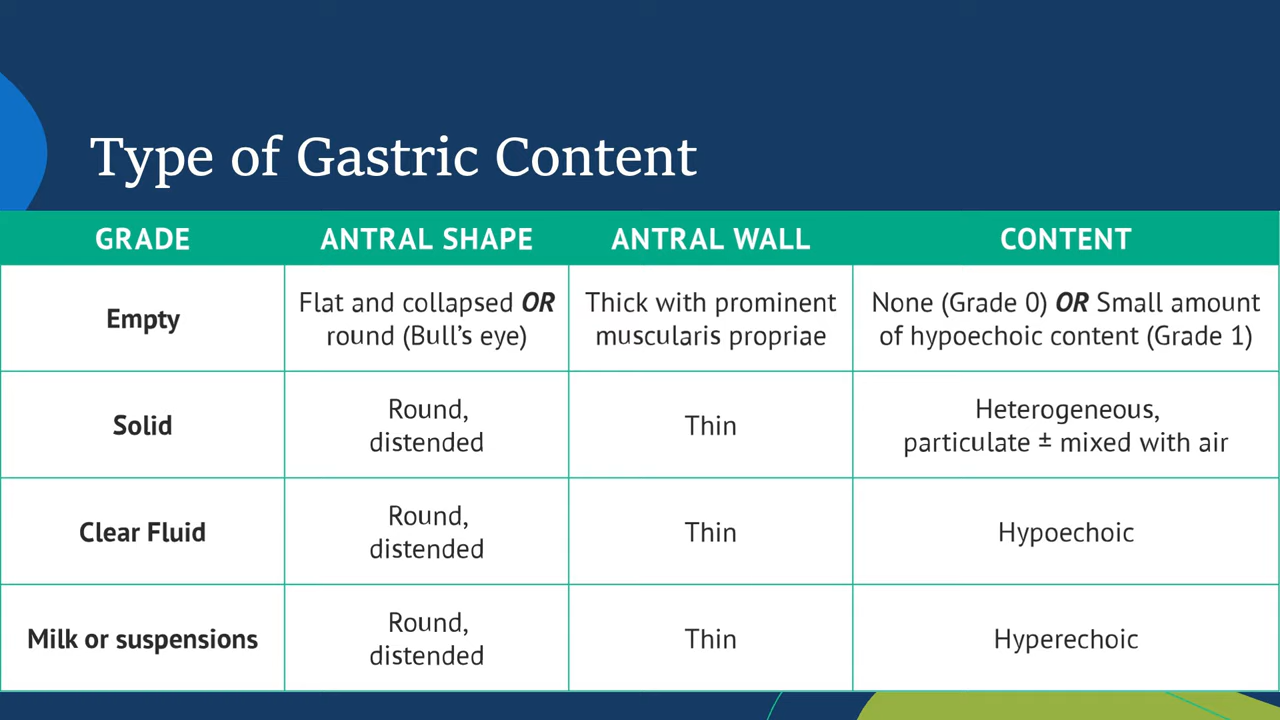 Type of Gastric Content
GRADE
ANTRAL SHAPE
ANTRAL WALL
CONTENT
Empty
Flat and collapsed OR
round (Bull's eye)
Thick with prominent
muscularis propriae
None (Grade 0) OR Small amount
of hypoechoic content (Grade 1)
Solid
Round,
distended
Thin
Heterogeneous,
particulate ± mixed with air
Clear Fluid
Round,
distended
Thin
Hypoechoic
Milk or suspensions
Round,
distended
Thin
Hyperechoic